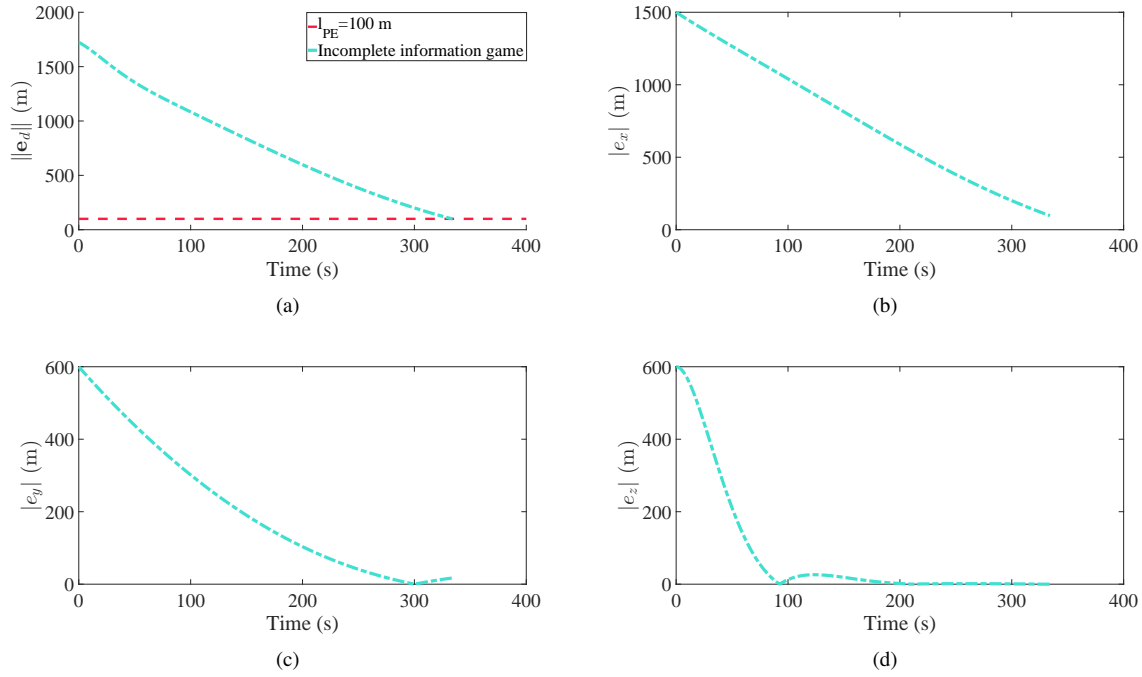 l_PE=100 m
Incomplete information game
2000
1500
1000
500
0
||e_d|| (m)
0 100 200 300 400
Time (s)
(a)
1500
1000
500
0
|e_x| (m)
0 100 200 300 400
Time (s)
(b)
600
400
200
0
|e_y| (m)
0 100 200 300 400
Time (s)
(c)
600
400
200
0
|e_z| (m)
0 100 200 300 400
Time (s)
(d)